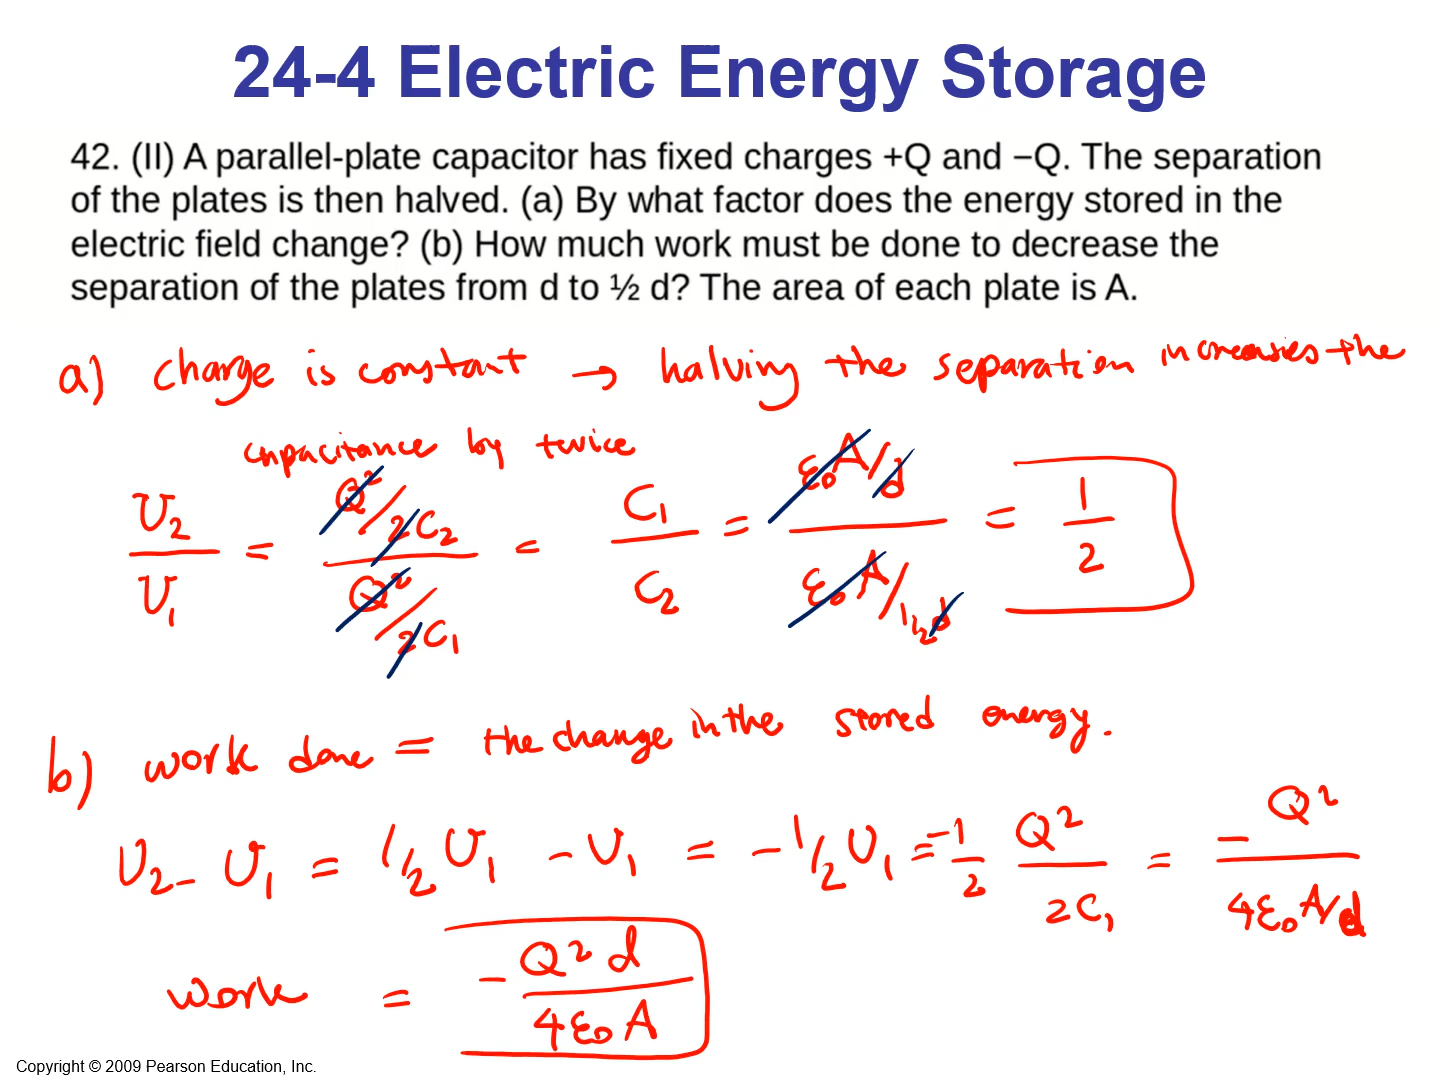 24-4 Electric Energy Storage
42. (II) A parallel-plate capacitor has fixed charges +Q and −Q. The separation
of the plates is then halved. (a) By what factor does the energy stored in the
electric field change? (b) How much work must be done to decrease the
separation of the plates from d to ½ d? The area of each plate is A.
a) charge is constant → halving the separation increases the
capacitance by twice
U₂/U₁ = (Q²/2C₂)/(Q²/2C₁) = C₁/C₂ = (ε₀A/d)/(ε₀A/½d) = 1/2
b) work done = the change in the stored energy.
U₂ - U₁ = ½ U₁ - U₁ = -½ U₁ = -1/2 Q²/2C₁ = -Q²/(4ε₀A/d)
work = -Q²d/4ε₀A
Copyright © 2009 Pearson Education, Inc.